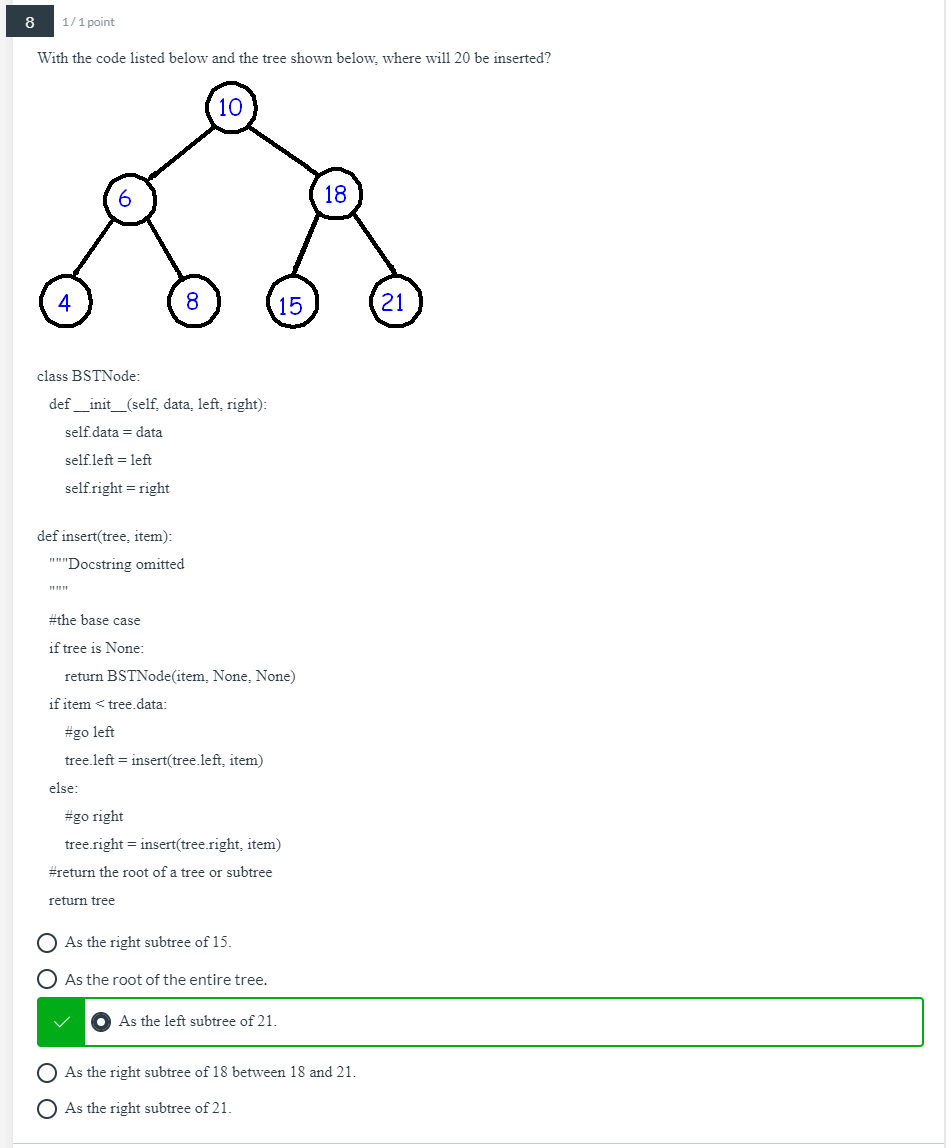 8
1 / 1 point
With the code listed below and the tree shown below, where will 20 be inserted?
10
6
18
4
8
15
21
class BSTNode:
def __init__(self, data, left, right):
self.data = data
self.left = left
self.right = right
def insert(tree, item):
"""Docstring omitted
"""
#the base case
if tree is None:
return BSTNode(item, None, None)
if item < tree.data:
#go left
tree.left = insert(tree.left, item)
else:
#go right
tree.right = insert(tree.right, item)
#return the root of a tree or subtree
return tree
As the right subtree of 15.
As the root of the entire tree.
As the left subtree of 21.
As the right subtree of 18 between 18 and 21.
As the right subtree of 21.